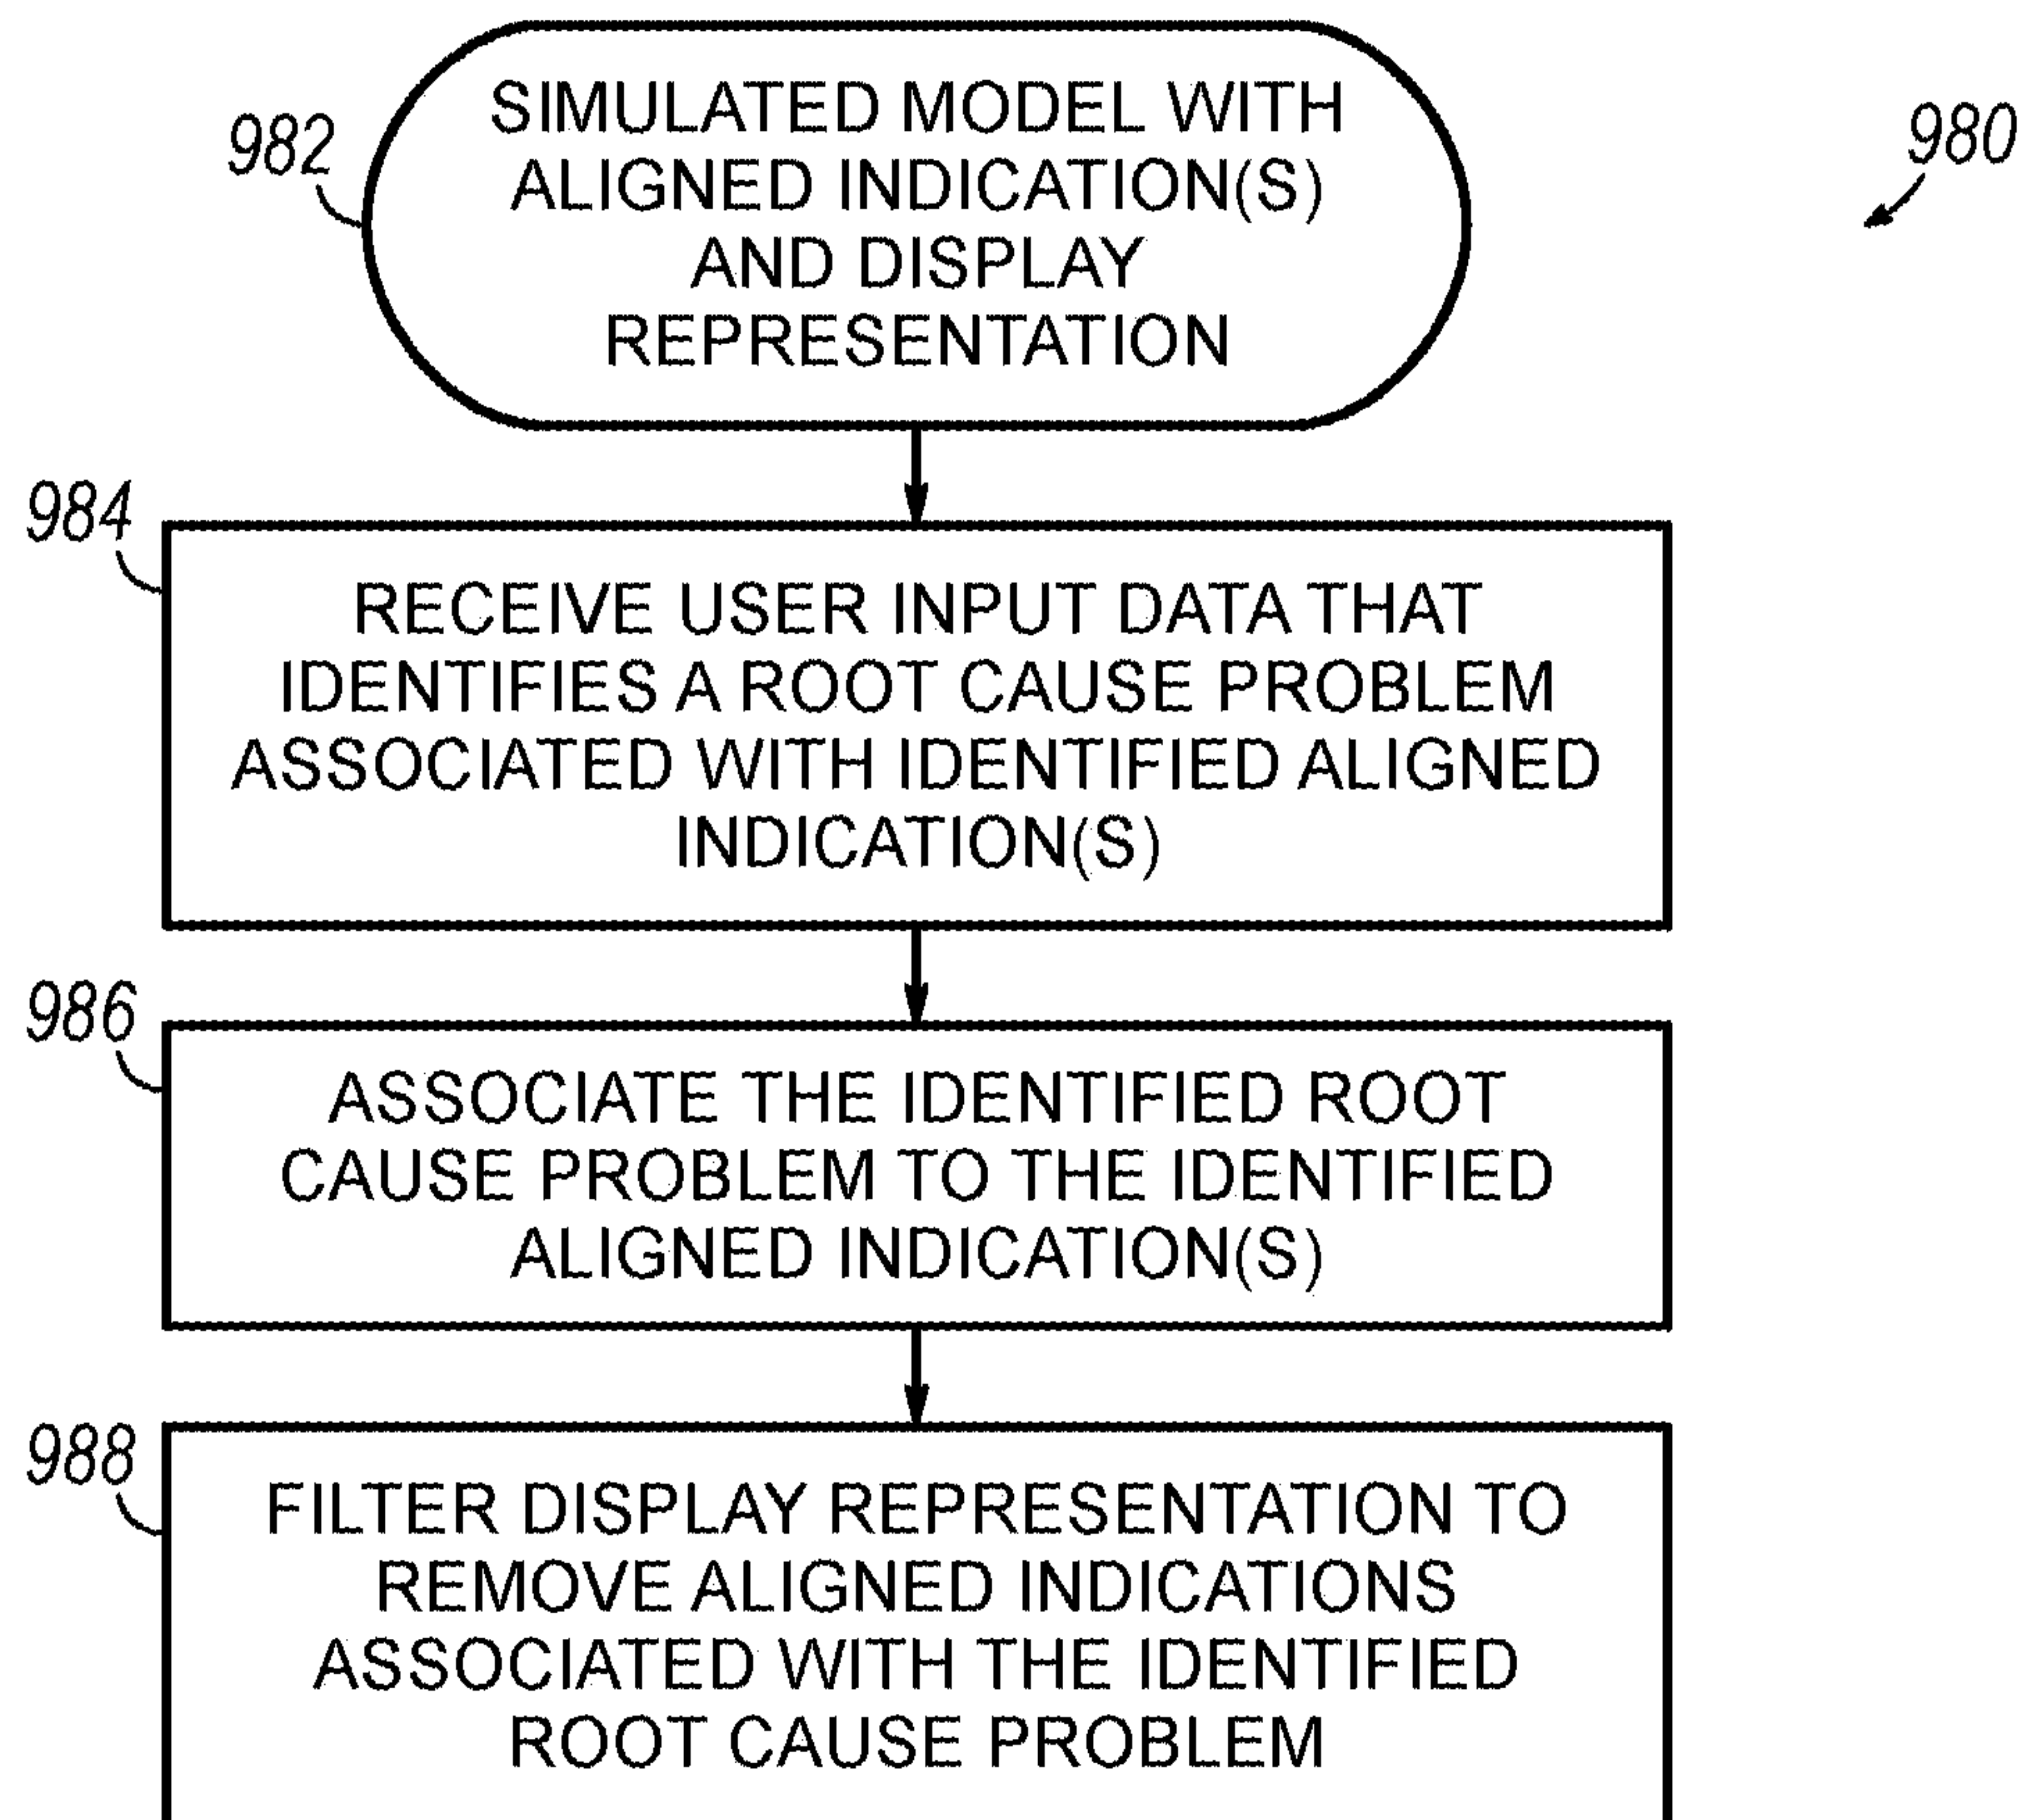 SIMULATED MODEL WITH
ALIGNED INDICATION(S)
AND DISPLAY
REPRESENTATION
982
980
984
RECEIVE USER INPUT DATA THAT
IDENTIFIES A ROOT CAUSE PROBLEM
ASSOCIATED WITH IDENTIFIED ALIGNED
INDICATION(S)
986
ASSOCIATE THE IDENTIFIED ROOT
CAUSE PROBLEM TO THE IDENTIFIED
ALIGNED INDICATION(S)
988
FILTER DISPLAY REPRESENTATION TO
REMOVE ALIGNED INDICATIONS
ASSOCIATED WITH THE IDENTIFIED
ROOT CAUSE PROBLEM